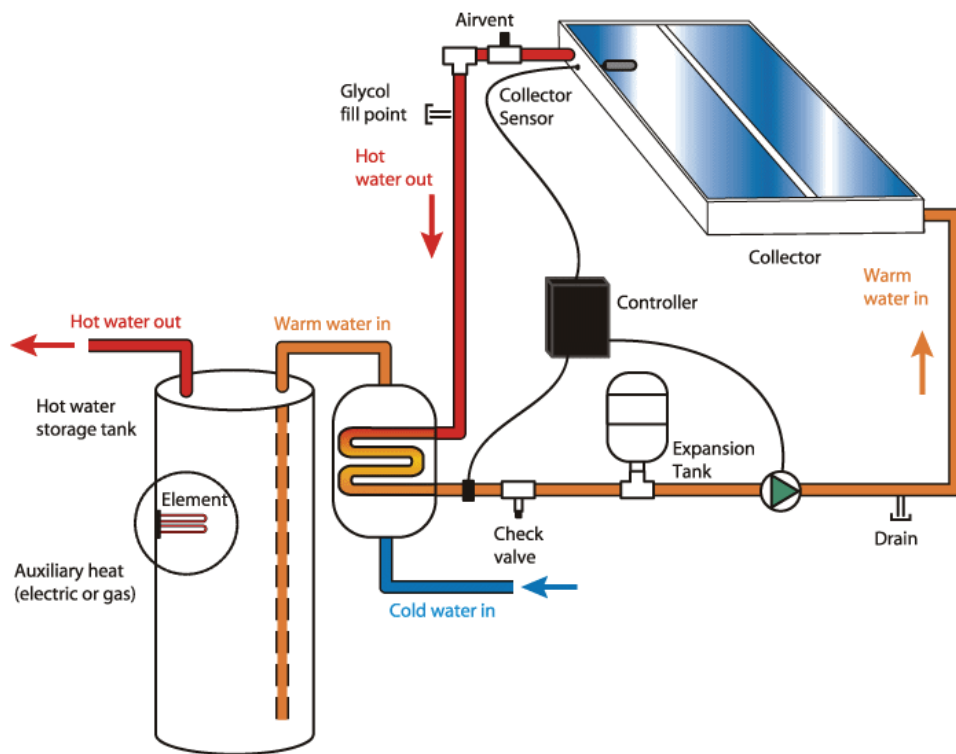 Airvent
Glycol
fill point
Collector
Sensor
Hot
water out
Collector
Warm
water in
Controller
Hot water out
Warm water in
Hot water
storage tank
Expansion
Tank
Element
Check
valve
Drain
Auxiliary heat
(electric or gas)
Cold water in